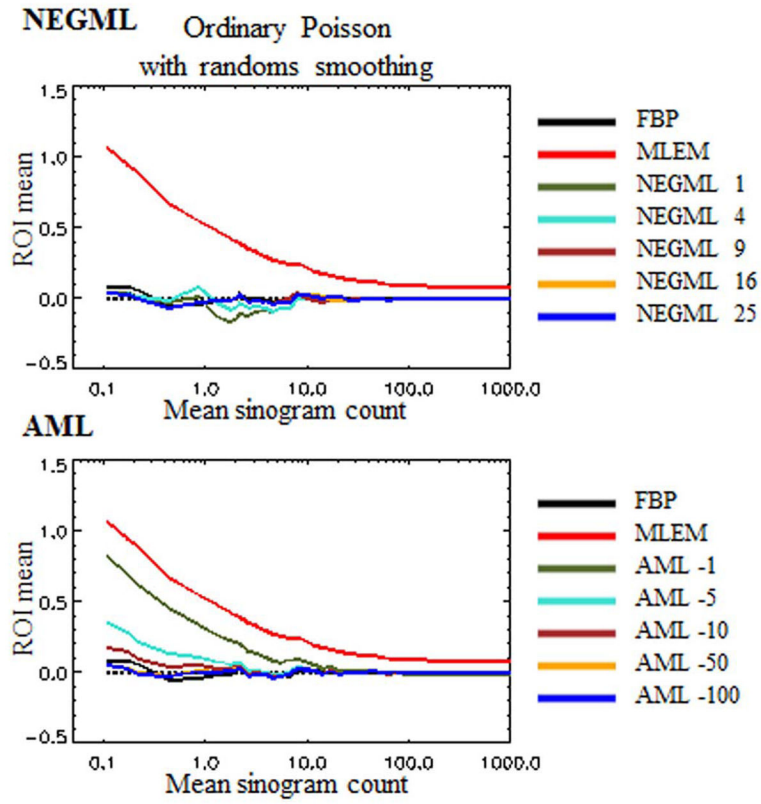 NEGML
Ordinary Poisson
with randoms smoothing
1.5
1.0
0.5
0.0
-0.5
ROI mean
0.1 1.0 10.0 100.0 1000.0
Mean sinogram count
FBP
MLEM
NEGML 1
NEGML 4
NEGML 9
NEGML 16
NEGML 25
AML
1.5
1.0
0.5
0.0
-0.5
ROI mean
0.1 1.0 10.0 100.0 1000.0
Mean sinogram count
FBP
MLEM
AML -1
AML -5
AML -10
AML -50
AML -100